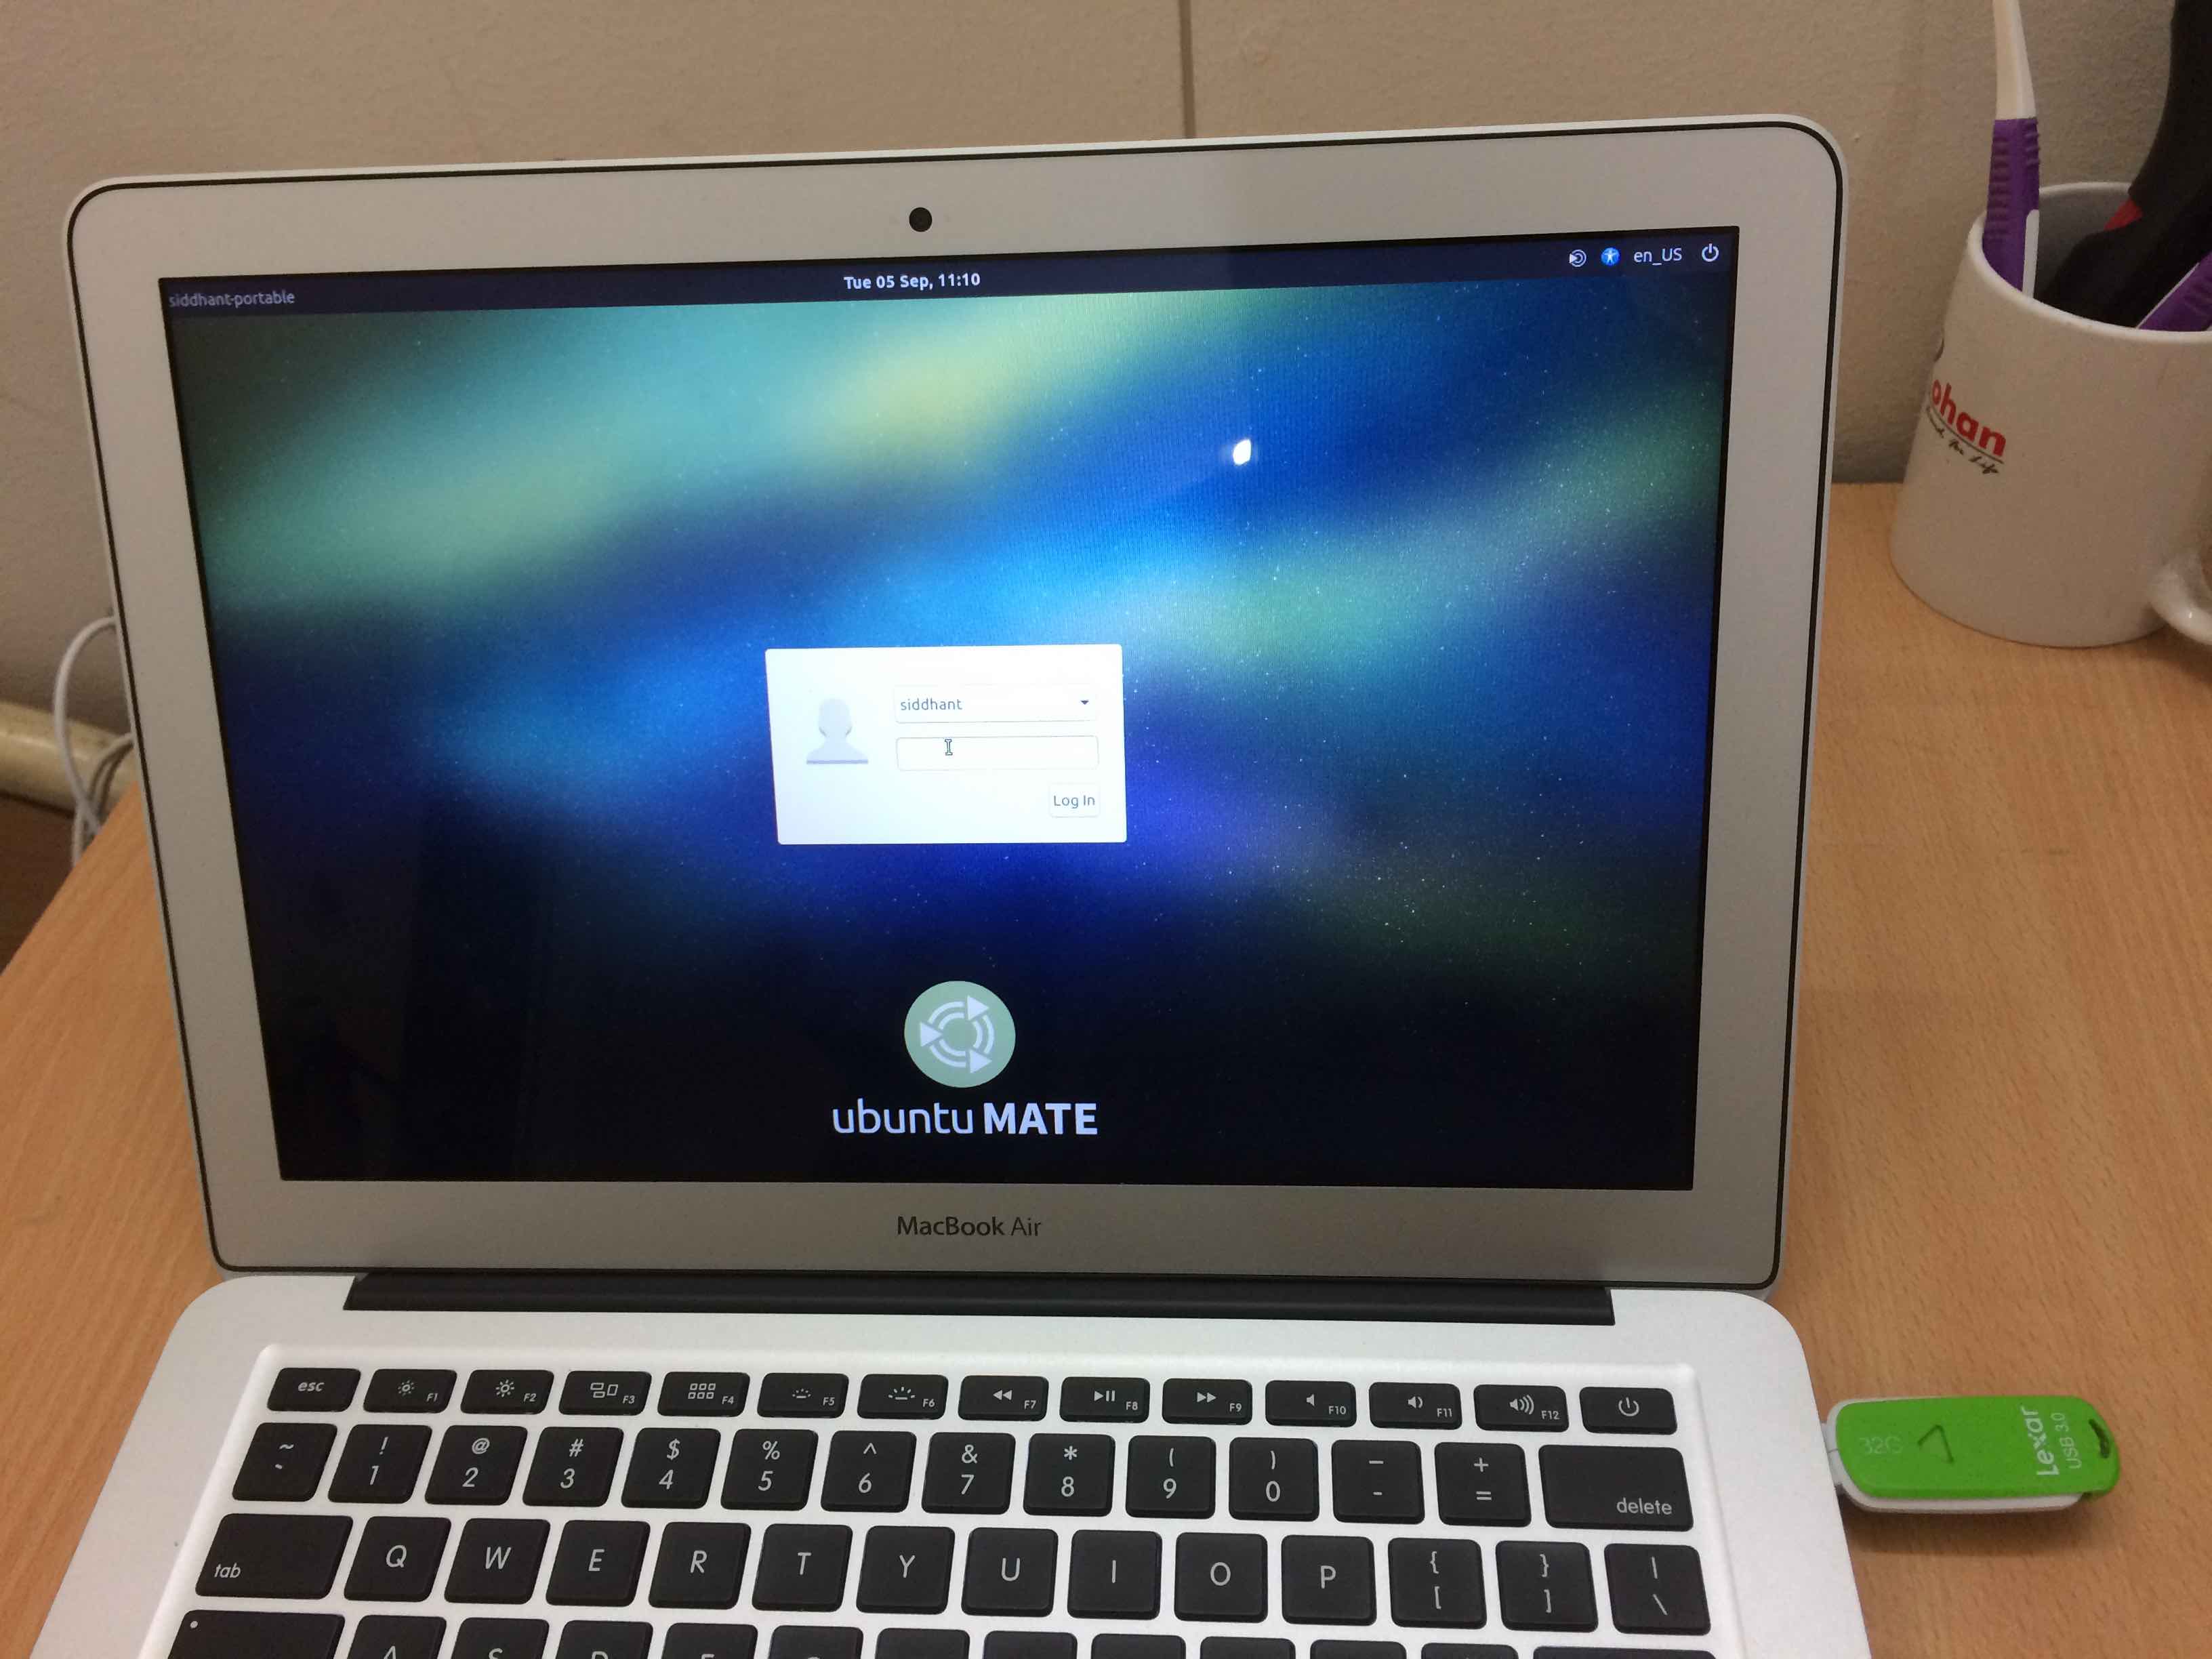 siddhant-portable
Tue 05 Sep, 11:10
en_US
siddhant
Log In
ubuntu MATE
MacBook Air
ohan
32G
Lexar
USB 3.0
esc
F1
F2
F3
F4
F5
F6
F7
F8
F9
F10
F11
F12
~ ! @ # $ % ^ & * ( ) — +
` 1 2 3 4 5 6 7 8 9 0 - =
delete
tab Q W E R T Y U I O P { [ } ] | \
A S D F